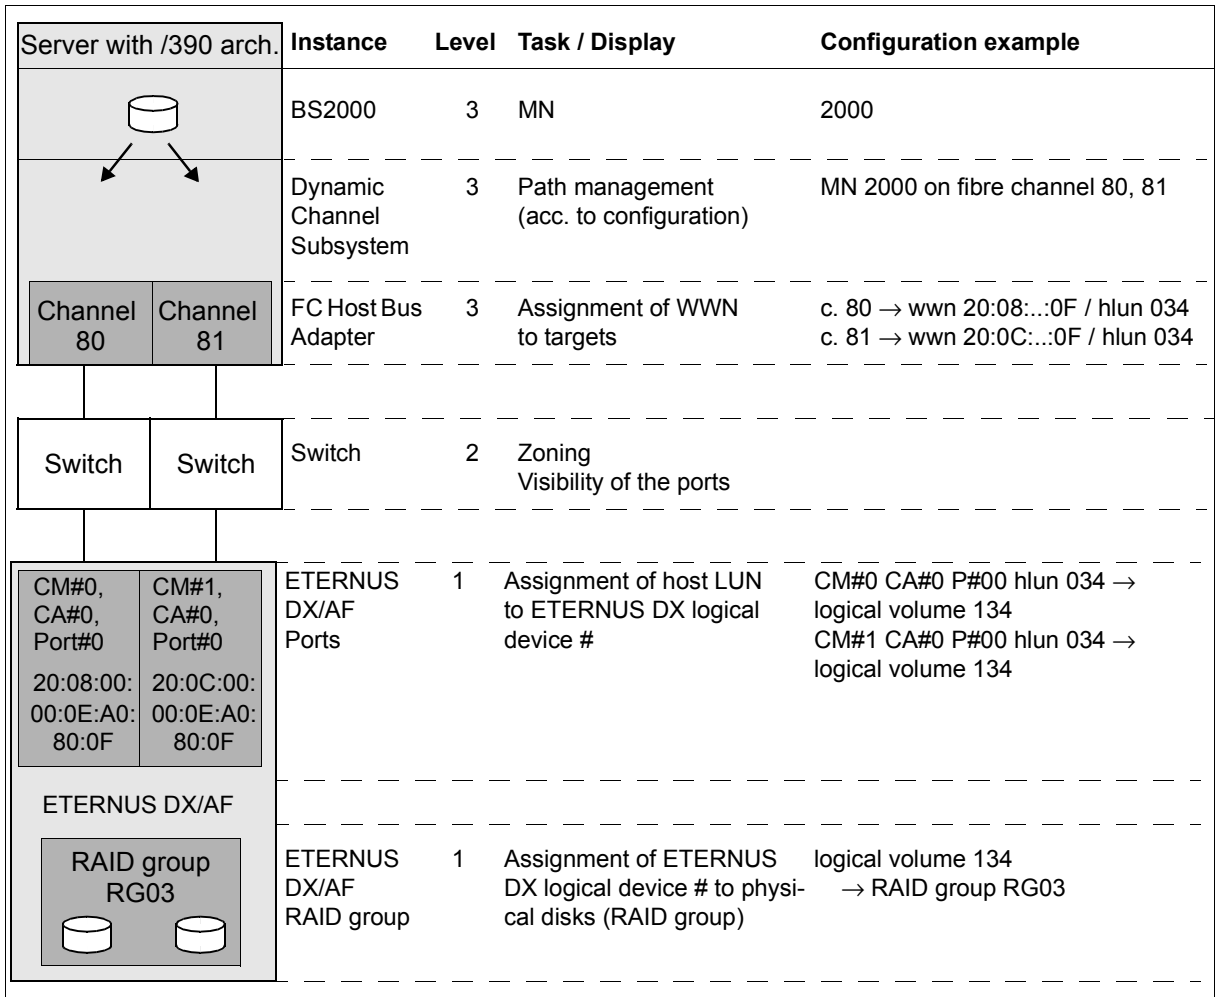 Server with /390 arch. Instance Level Task / Display Configuration example
BS2000 3 MN 2000
Dynamic 3 Path management MN 2000 on fibre channel 80, 81
Channel (acc. to configuration)
Subsystem
Channel 80
Channel 81
FC Host Bus 3 Assignment of WWN c. 80 → wwn 20:08:..:0F / hlun 034
Adapter to targets c. 81 → wwn 20:0C:..:0F / hlun 034
Switch Switch
Switch 2 Zoning
Visibility of the ports
CM#0,
CA#0,
Port#0
20:08:00:
00:0E:A0:
80:0F
CM#1,
CA#0,
Port#0
20:0C:00:
00:0E:A0:
80:0F
ETERNUS 1 Assignment of host LUN CM#0 CA#0 P#00 hlun 034 →
DX/AF to ETERNUS DX logical logical volume 134
Ports device # CM#1 CA#0 P#00 hlun 034 →
logical volume 134
ETERNUS DX/AF
RAID group
RG03
ETERNUS 1 Assignment of ETERNUS logical volume 134
DX/AF DX logical device # to physi- → RAID group RG03
RAID group cal disks (RAID group)